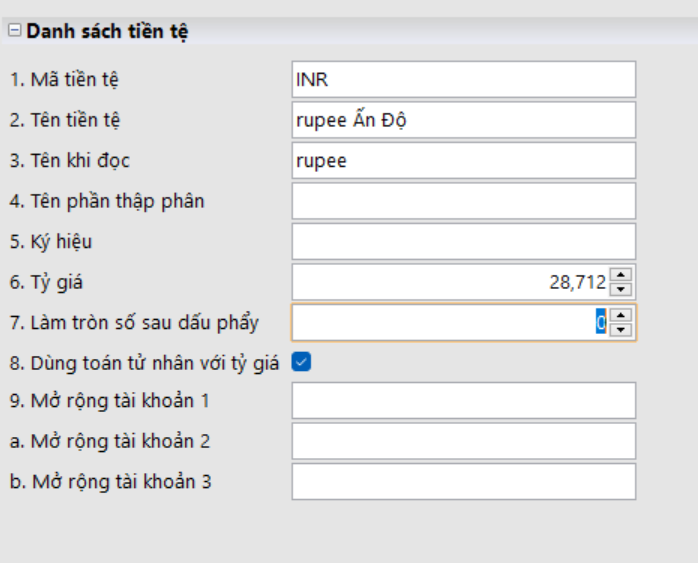 Danh sách tiền tệ
1. Mã tiền tệ INR
2. Tên tiền tệ rupee Ấn Độ
3. Tên khi đọc rupee
4. Tên phần thập phân
5. Ký hiệu
6. Tỷ giá 28,712
7. Làm tròn số sau dấu phẩy 0
8. Dùng toán tử nhân với tỷ giá
9. Mở rộng tài khoản 1
a. Mở rộng tài khoản 2
b. Mở rộng tài khoản 3